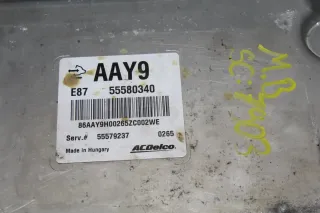 AAY9
E87 55580340
86AAY9H00265ZC002WE
Serv.# 55579237 0265
Made in Hungary ACDelco